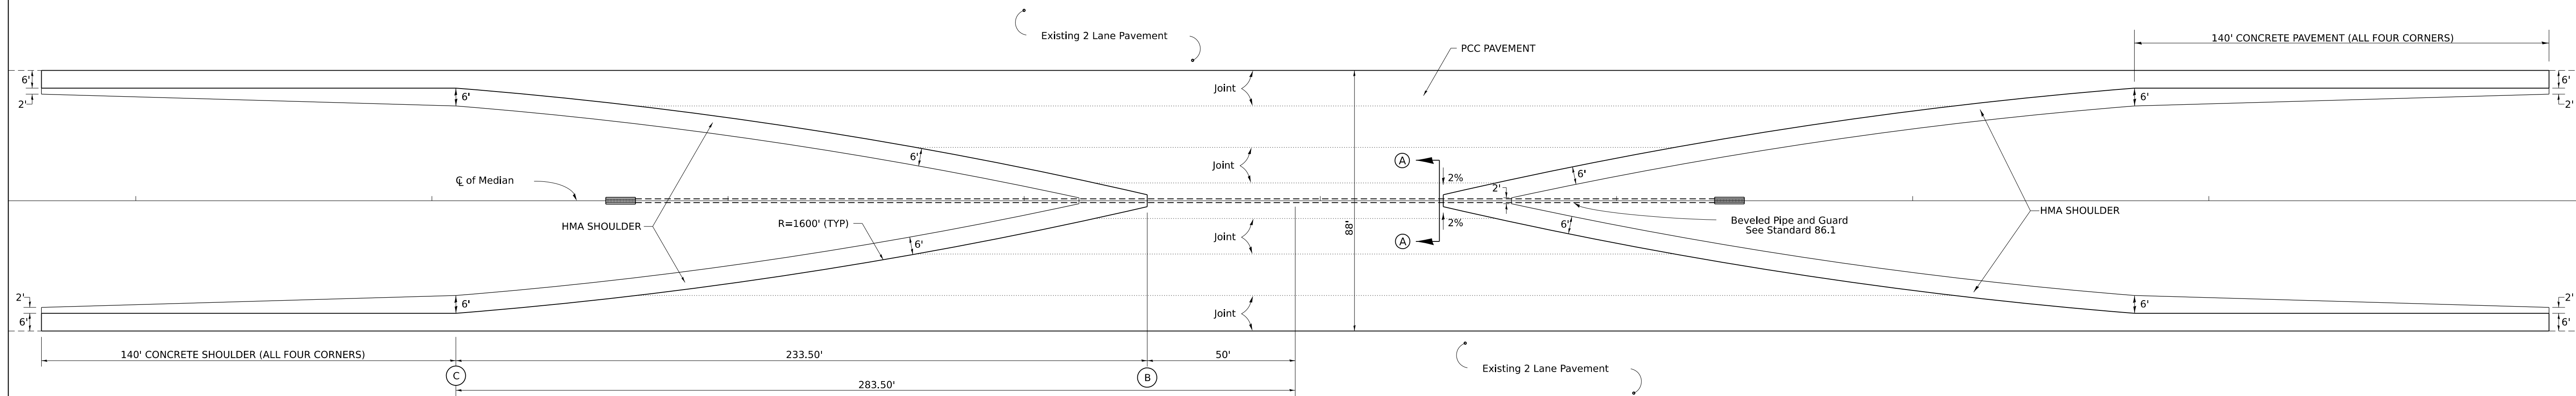 Existing 2 Lane Pavement
PCC PAVEMENT
140' CONCRETE PAVEMENT (ALL FOUR CORNERS)
6'
2'
6'
Joint
6'
6'
2'
6'
Joint
A
2%
6'
2'
℄ of Median
HMA SHOULDER
R=1600' (TYP)
6'
Joint
88'
A
2%
6'
Beveled Pipe and Guard
See Standard 86.1
HMA SHOULDER
2'
6'
6'
Joint
6'
2'
6'
140' CONCRETE SHOULDER (ALL FOUR CORNERS)
233.50'
50'
C
B
283.50'
Existing 2 Lane Pavement